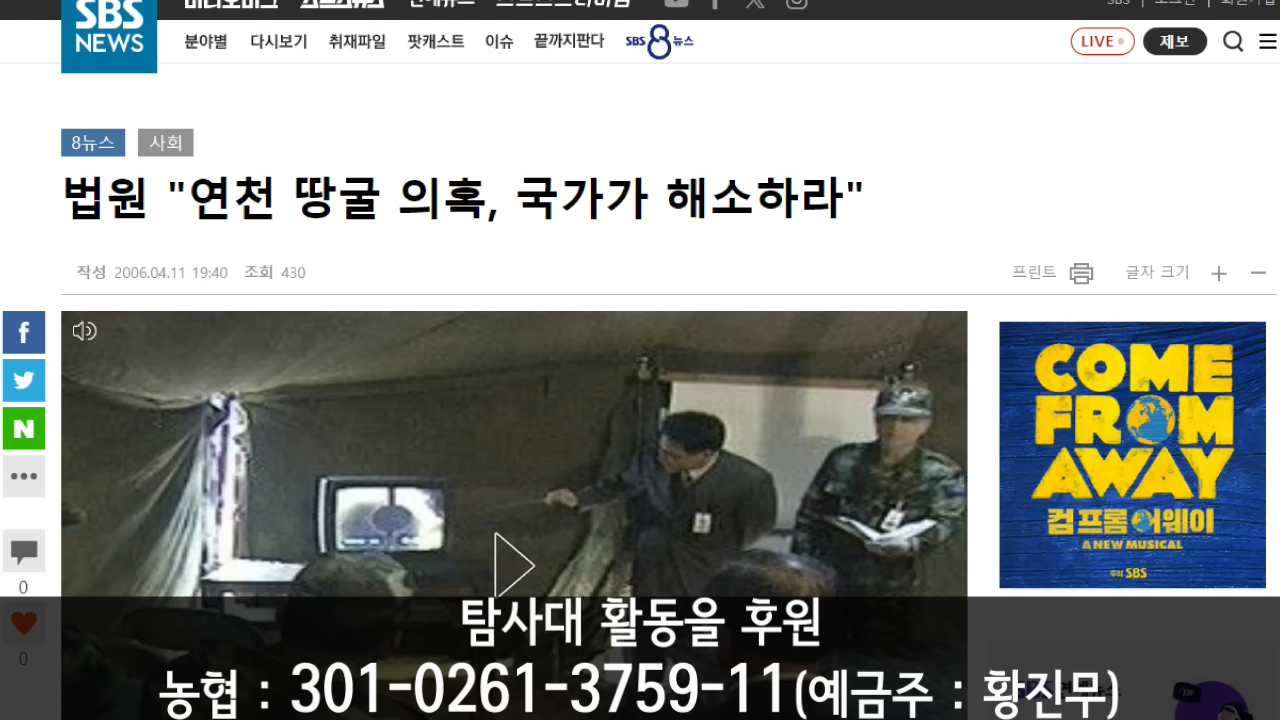 SBS
NEWS
분야별 다시보기 취재파일 팟캐스트 이슈 끝까지판다 SBS 8 뉴스
LIVE 제보
8뉴스 사회
법원 "연천 땅굴 의혹, 국가가 해소하라"
작성 2006.04.11 19:40 조회 430
프린트 글자 크기
COME
FROM
AWAY
컴 프롬 어웨이
A NEW MUSICAL
주최 SBS
0
0
탐사대 활동을 후원
농협 : 301-0261-3759-11(예금주 : 황진무)